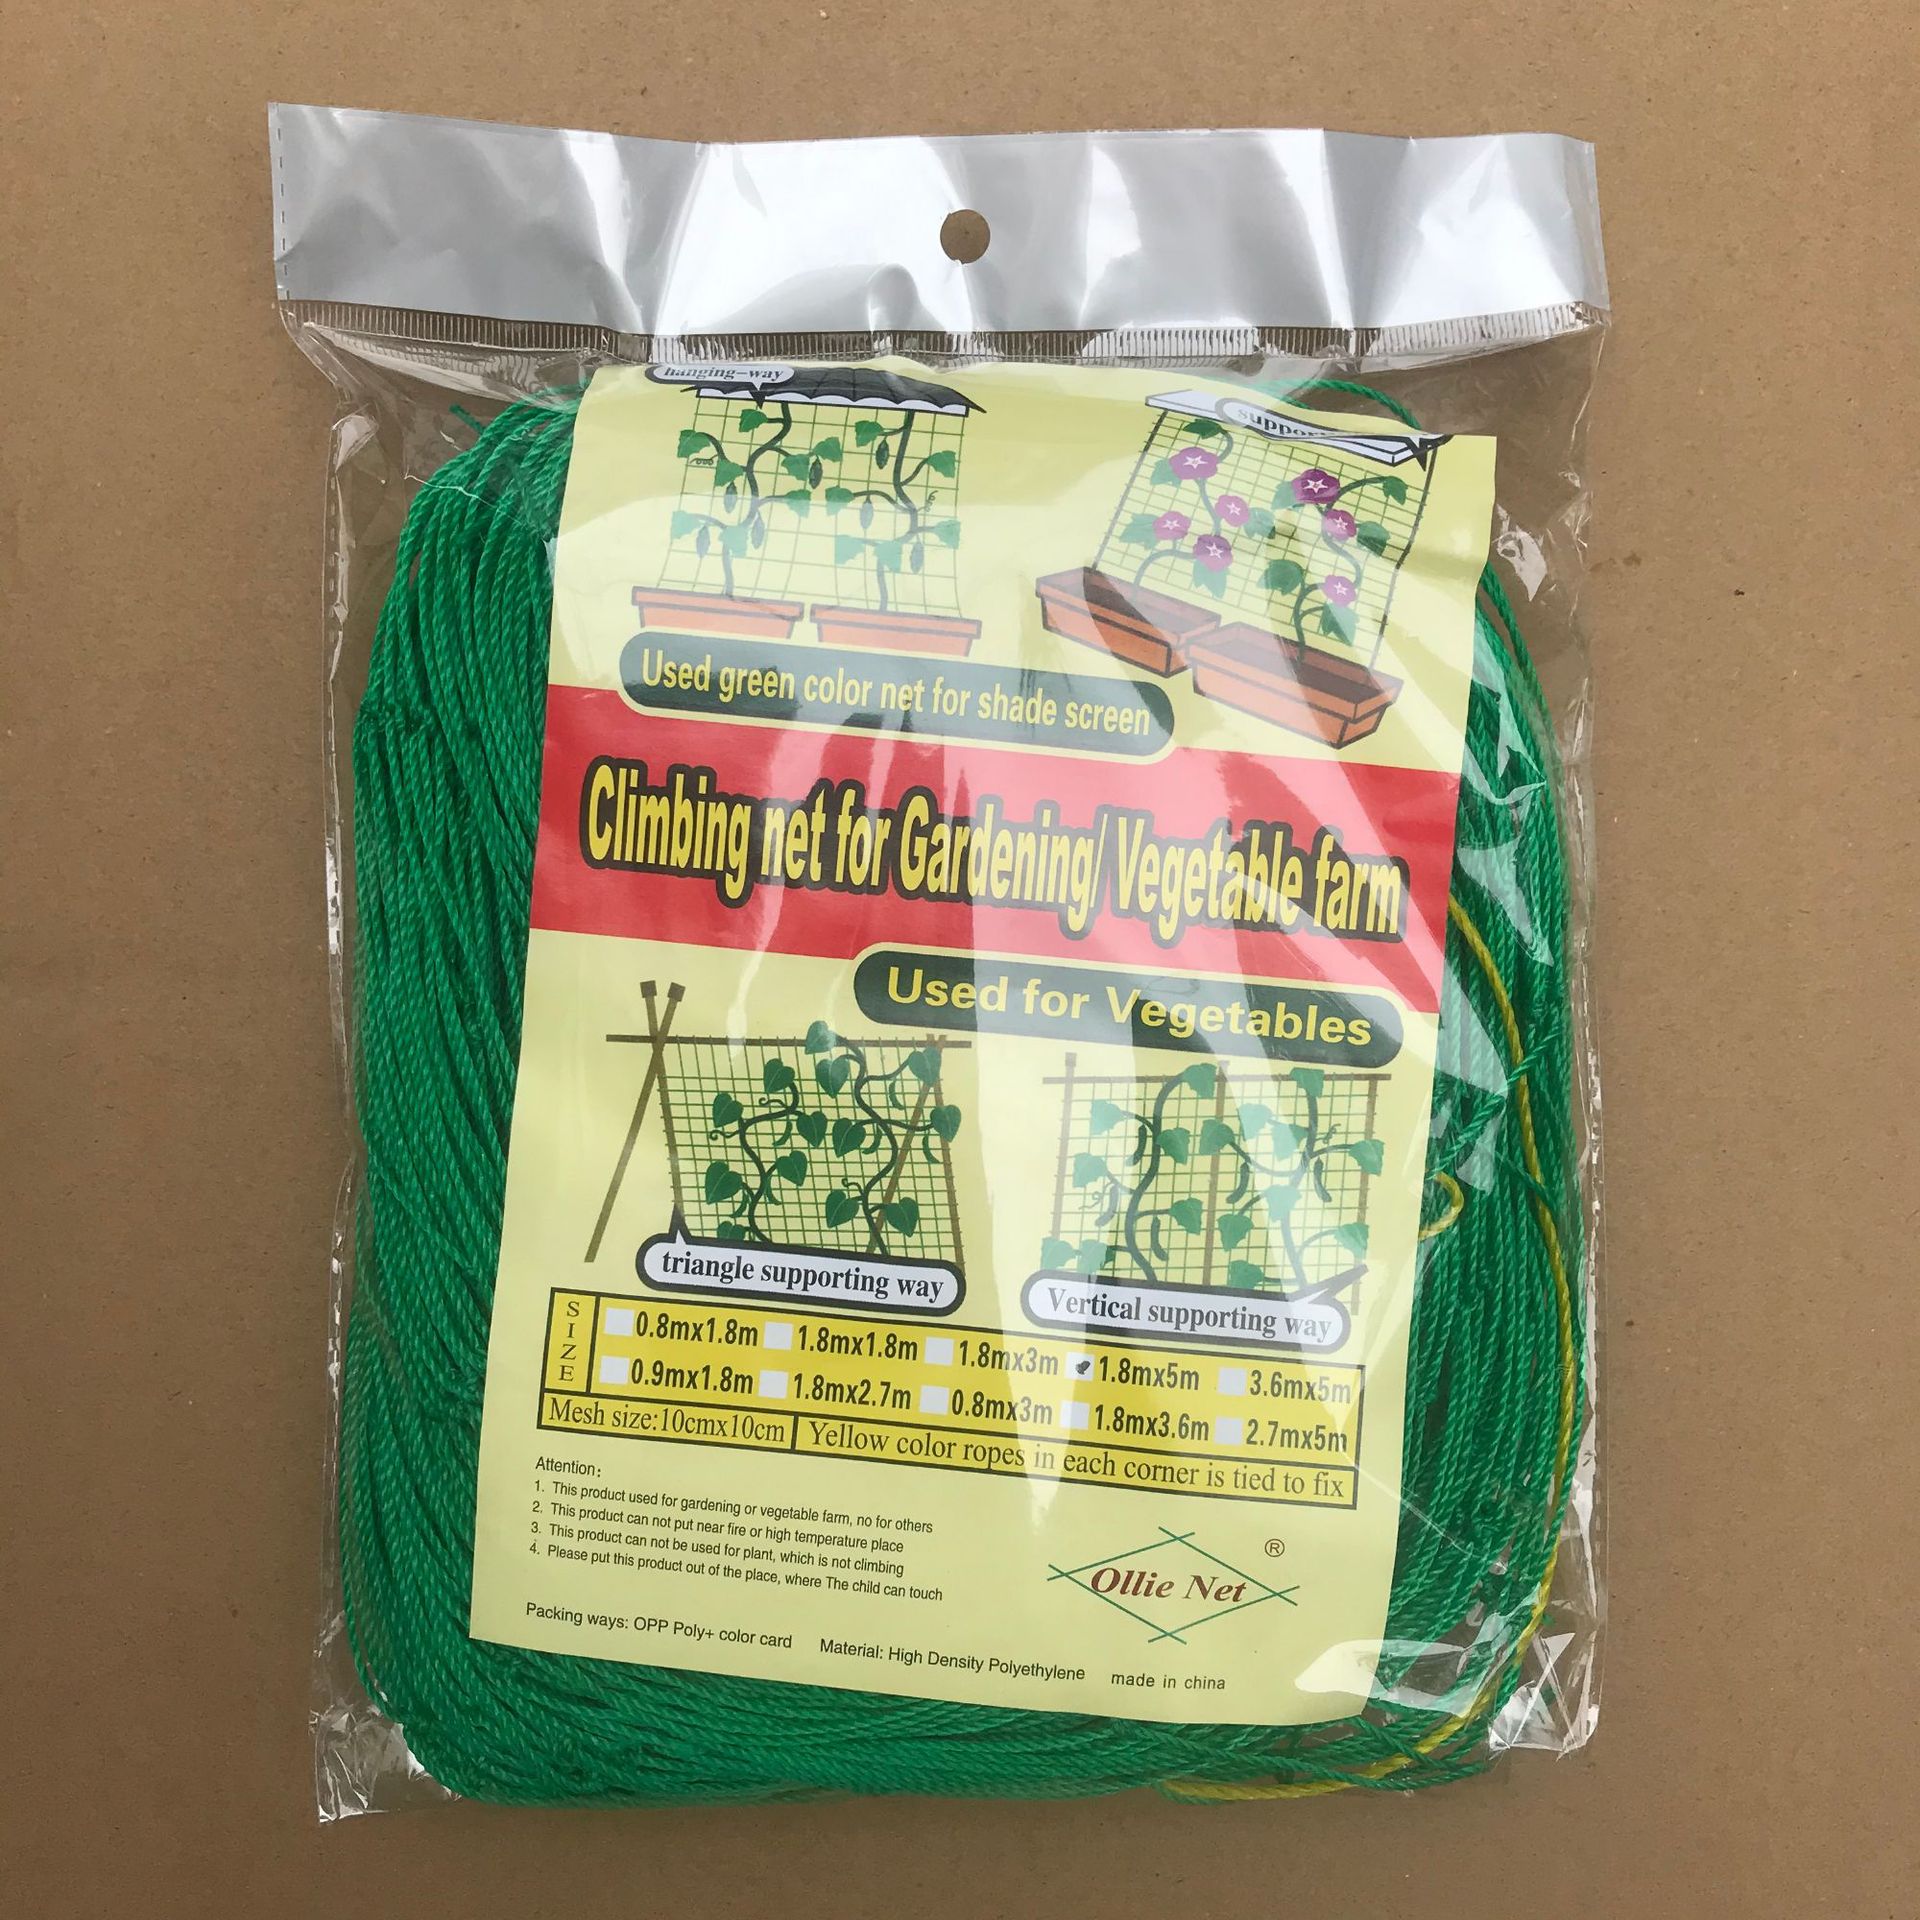 hanging-way
Used green color net for shade screen
Climbing net for Gardening/ Vegetable farm
Used for Vegetables
triangle supporting way
Vertical supporting way
SIZE
0.8mx1.8m 1.8mx1.8m 1.8mx3m 1.8mx5m 3.6mx5m
0.9mx1.8m 1.8mx2.7m 0.8mx3m 1.8mx3.6m 2.7mx5m
Mesh size:10cmx10cm Yellow color ropes in each corner is tied to fix
Attention:
1. This product used for gardening or vegetable farm, no for others
2. This product can not put near fire or high temperature place
3. This product can not be used for plant, which is not climbing
4. Please put this product out of the place, where The child can touch
Ollie Net ®
Packing ways: OPP Poly+ color card Material: High Density Polyethylene made in china